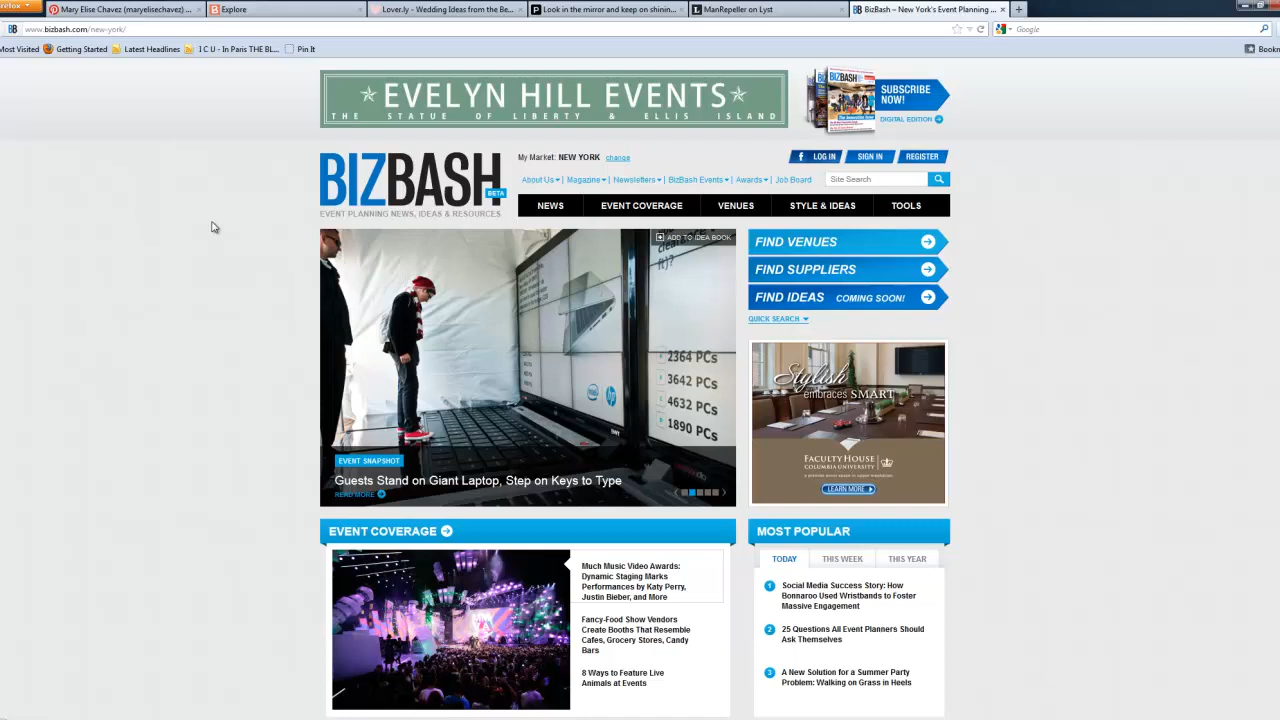 refox
Mary Elise Chavez (maryelisechavez) ...
Explore
Lover.ly - Wedding Ideas from the Be...
Look in the mirror and keep on shinin...
ManRepeller on Lyst
BizBash – New York's Event Planning ...
www.bizbash.com/new-york/
Google
Most Visited
Getting Started
Latest Headlines
I C U - In Paris THE BL...
Pin It
Bookn
EVELYN HILL EVENTS
THE STATUE OF LIBERTY & ELLIS ISLAND
BIZBASH
SUBSCRIBE
NOW!
DIGITAL EDITION
BIZBASH
BETA
EVENT PLANNING NEWS, IDEAS & RESOURCES
My Market: NEW YORK change
f LOG IN
SIGN IN
REGISTER
About Us
Magazine
Newsletters
BizBash Events
Awards
Job Board
Site Search
NEWS
EVENT COVERAGE
VENUES
STYLE & IDEAS
TOOLS
ADD TO IDEA BOOK
2364 PCs
3642 PCs
4632 PCs
1890 PCs
intel
hp
EVENT SNAPSHOT
Guests Stand on Giant Laptop, Step on Keys to Type
READ MORE
FIND VENUES
FIND SUPPLIERS
FIND IDEAS COMING SOON!
QUICK SEARCH
Stylish
embraces SMART
FACULTY HOUSE
COLUMBIA UNIVERSITY
LEARN MORE
EVENT COVERAGE
Much Music Video Awards:
Dynamic Staging Marks
Performances by Katy Perry,
Justin Bieber, and More
Fancy-Food Show Vendors
Create Booths That Resemble
Cafes, Grocery Stores, Candy
Bars
8 Ways to Feature Live
Animals at Events
MOST POPULAR
TODAY
THIS WEEK
THIS YEAR
1 Social Media Success Story: How
Bonnaroo Used Wristbands to Foster
Massive Engagement
2 25 Questions All Event Planners Should
Ask Themselves
3 A New Solution for a Summer Party
Problem: Walking on Grass in Heels